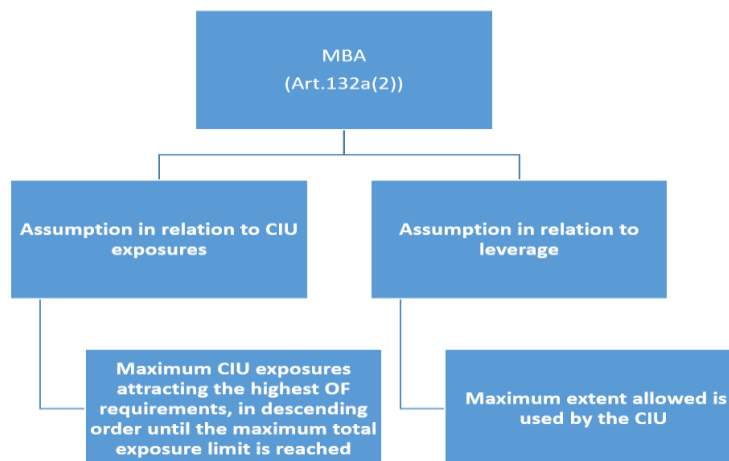 MBA
(Art.132a(2))
Assumption in relation to CIU
exposures
Assumption in relation to
leverage
Maximum CIU exposures
attracting the highest OF
requirements, in descending
order until the maximum total
exposure limit is reached
Maximum extent allowed is
used by the CIU